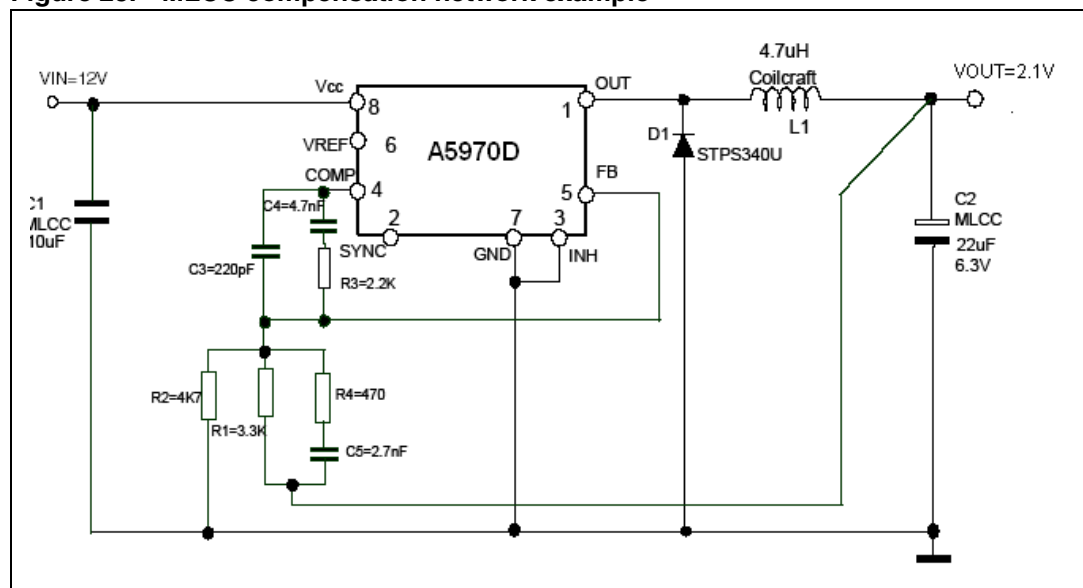 Figure 25. MLCC compensation network example
4.7uH
Coilcraft
L1
VIN=12V
VOUT=2.1V
Vcc
OUT
8
1
VREF
6
A5970D
D1
STPS340U
COMP
4
FB
5
C4=4.7nF
2
7
3
SYNC
GND
INH
C1
MLCC
10uF
C2
MLCC
22uF
6.3V
C3=220pF
R3=2.2K
R2=4K7
R4=470
R1=3.3K
C5=2.7nF